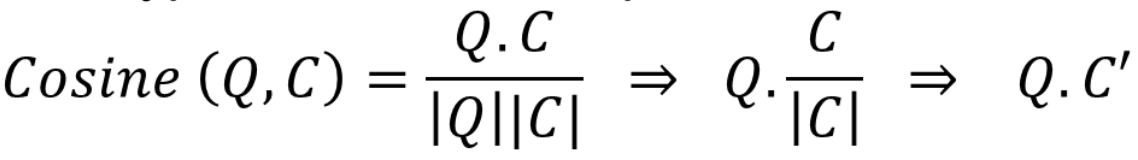 Cosine (Q, C) = Q.C / |Q||C| ⇒ Q. C / |C| ⇒ Q.C′